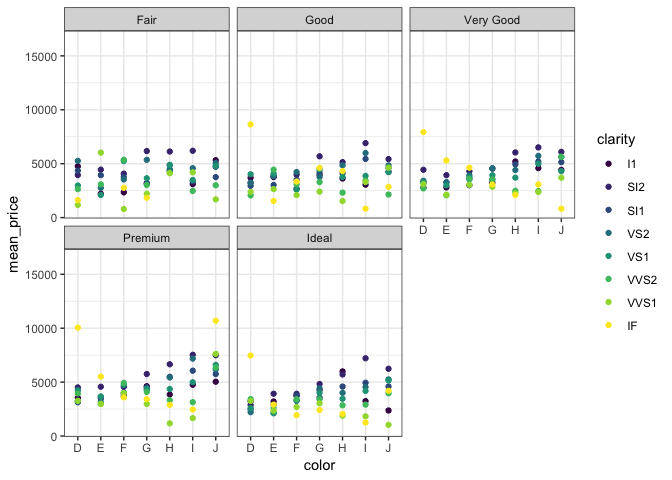 Fair Good Very Good
15000
10000
5000
0
D E F G H I J
Premium Ideal
15000
10000
5000
0
D E F G H I J D E F G H I J
color
mean_price
clarity
I1
SI2
SI1
VS2
VS1
VVS2
VVS1
IF